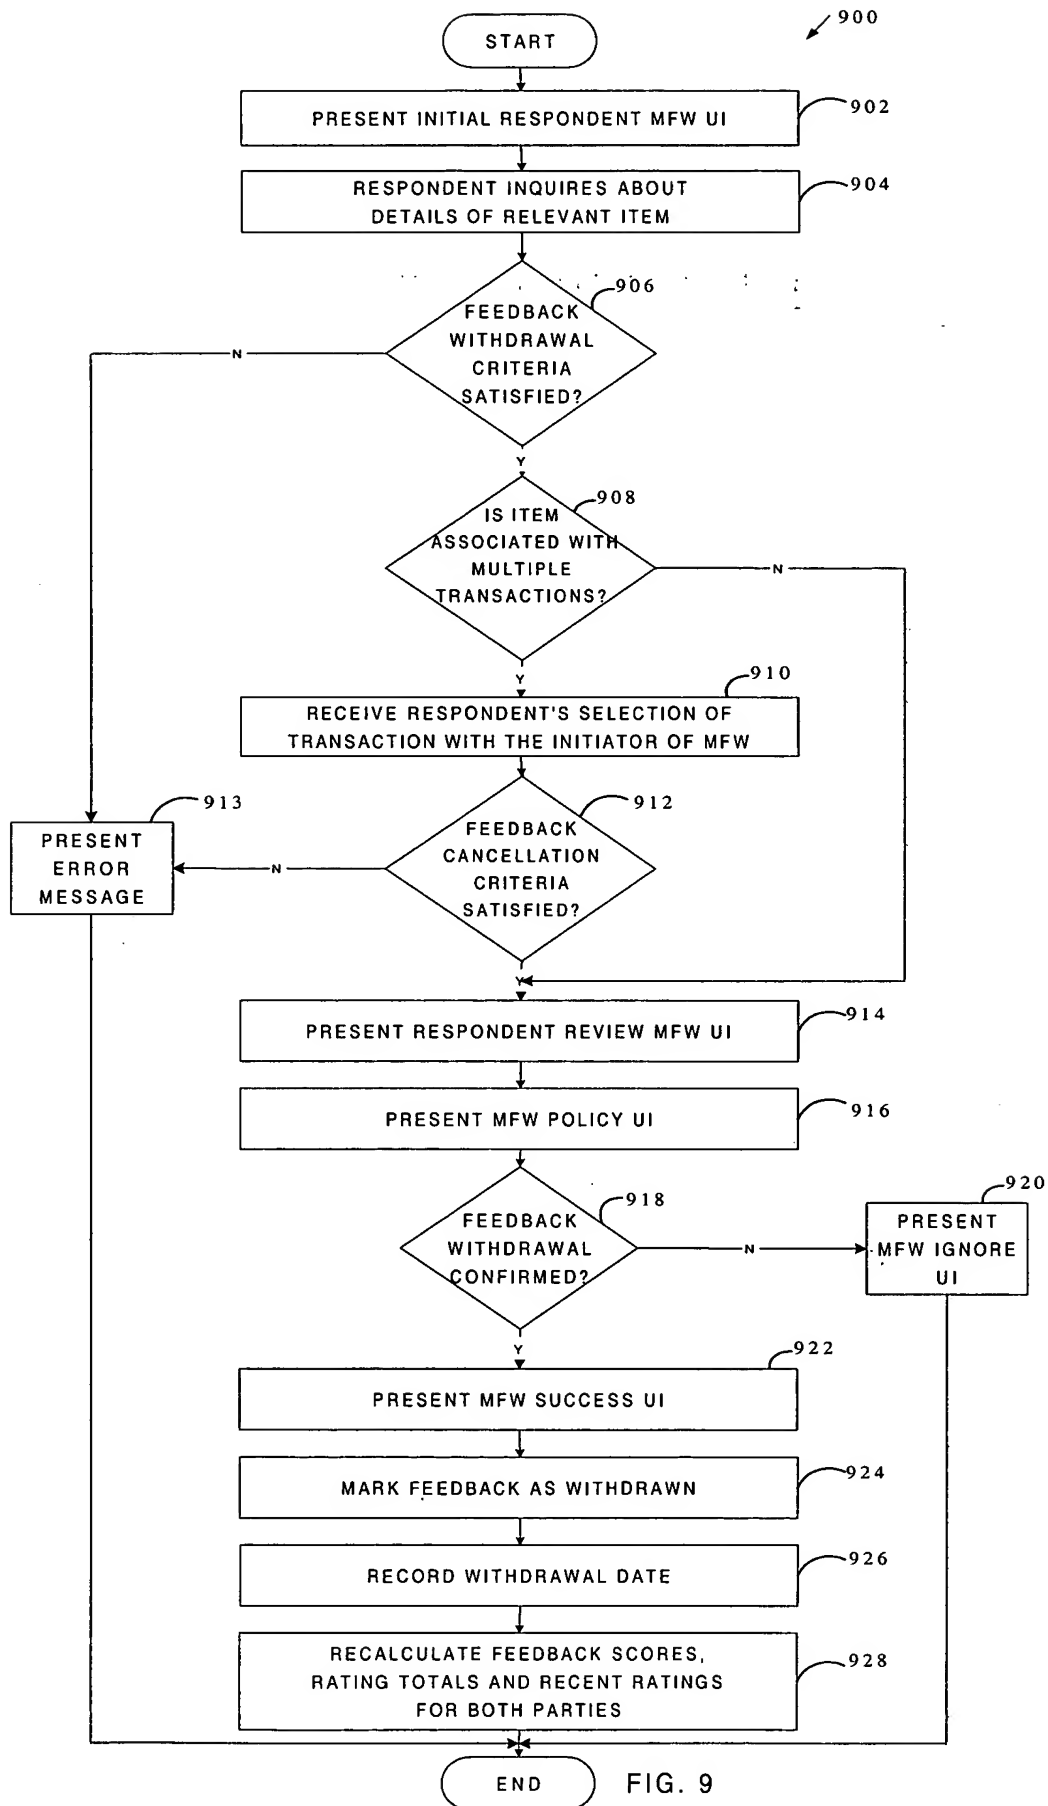 900
START
PRESENT INITIAL RESPONDENT MFW UI
902
RESPONDENT INQUIRES ABOUT
DETAILS OF RELEVANT ITEM
904
906
FEEDBACK
WITHDRAWAL
CRITERIA
SATISFIED?
N
Y
908
IS ITEM
ASSOCIATED WITH
MULTIPLE
TRANSACTIONS?
N
Y
910
RECEIVE RESPONDENT'S SELECTION OF
TRANSACTION WITH THE INITIATOR OF MFW
912
FEEDBACK
CANCELLATION
CRITERIA
SATISFIED?
N
913
PRESENT
ERROR
MESSAGE
Y
PRESENT RESPONDENT REVIEW MFW UI
914
PRESENT MFW POLICY UI
916
918
FEEDBACK
WITHDRAWAL
CONFIRMED?
N
920
PRESENT
MFW IGNORE
UI
Y
922
PRESENT MFW SUCCESS UI
MARK FEEDBACK AS WITHDRAWN
924
RECORD WITHDRAWAL DATE
926
RECALCULATE FEEDBACK SCORES,
RATING TOTALS AND RECENT RATINGS
FOR BOTH PARTIES
928
END
FIG. 9